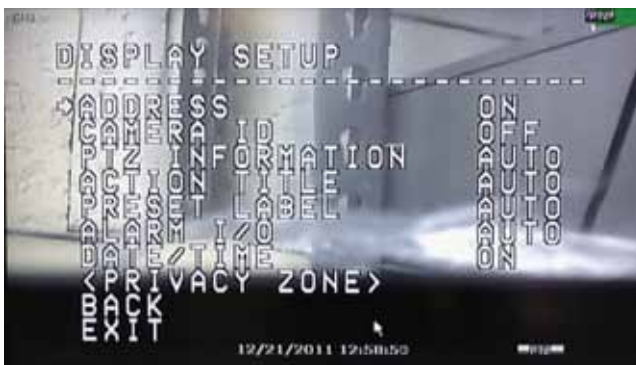 DISPLAY SETUP
ADDRESS ON
CAMERA ID OFF
PTZ INFORMATION AUTO
ACTION TITLE AUTO
PRESET LABEL AUTO
ALARM I/O AUTO
DATE/TIME ON
<PRIVACY ZONE>
BACK
EXIT
12/21/2011 12:58:50